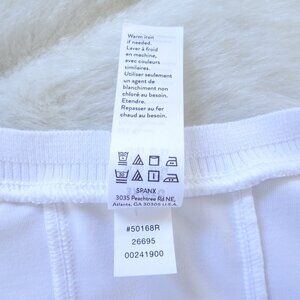 Warm iron
if needed.
Laver à froid
en machine,
avec couleurs
similaires.
Utiliser seulement
un agent de
blanchiment non
chloré au besoin.
Étendre.
Repasser au fer
chaud au besoin.
SPANX
3035 Peachtree Rd NE,
Atlanta, GA 30305 U.S.A.
#50168R
26695
00241900